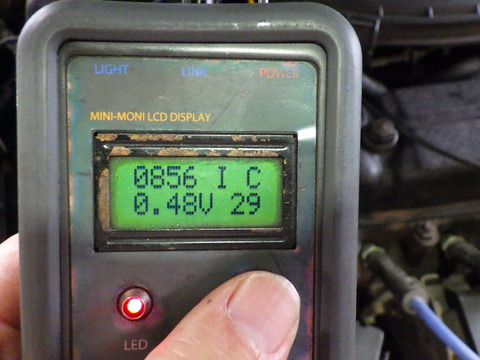 LIGHT LINK POWER
MINI-MONI LCD DISPLAY
0856 I C
0.48V 29
LED